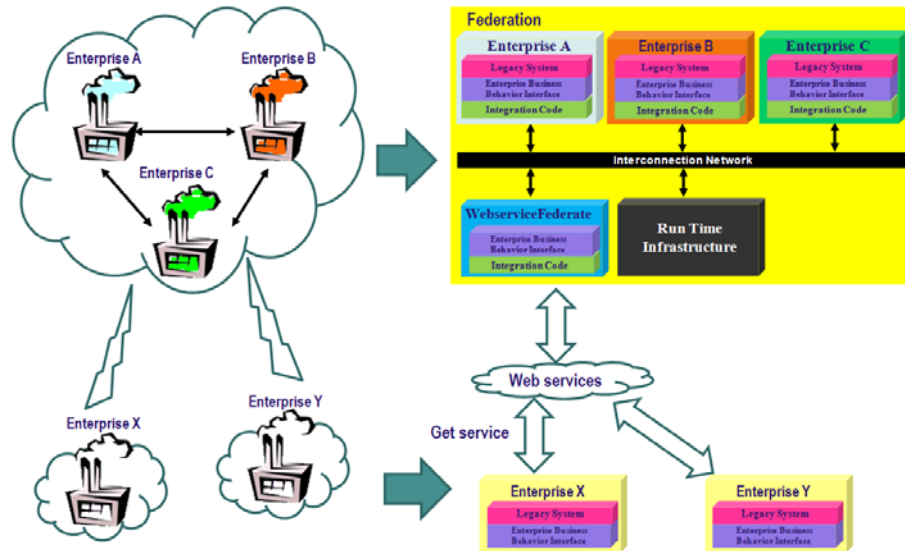 Enterprise A
Enterprise B
Enterprise C
Enterprise X
Enterprise Y
Federation
Enterprise A
Legacy System
Enterprise Business
Behavior Interface
Integration Code
Enterprise B
Legacy System
Enterprise Business
Behavior Interface
Integration Code
Enterprise C
Legacy System
Enterprise Business
Behavior Interface
Integration Code
Interconnection Network
WebserviceFederate
Enterprise Business
Behavior Interface
Integration Code
Run Time
Infrastructure
Web services
Get service
Enterprise X
Legacy System
Enterprise Business
Behavior Interface
Enterprise Y
Legacy System
Enterprise Business
Behavior Interface